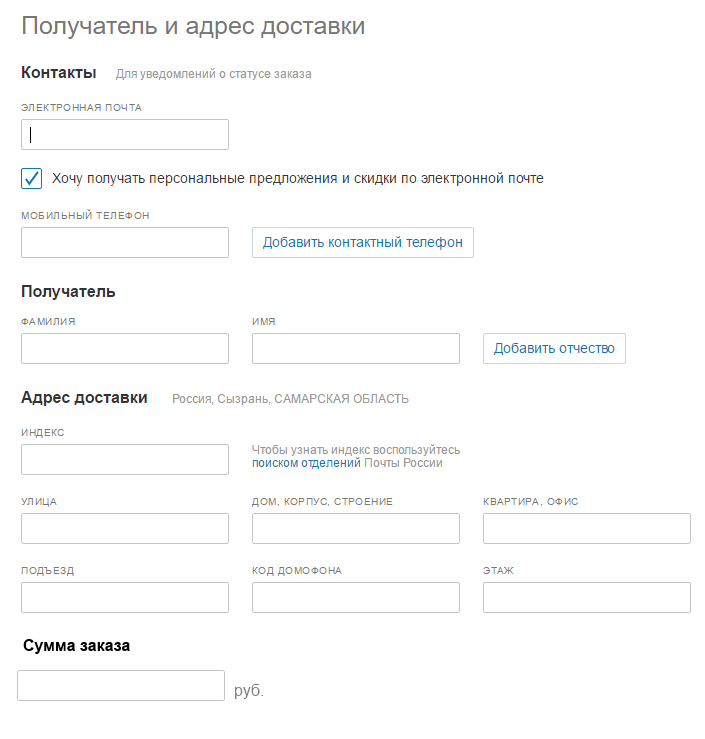 Получатель и адрес доставки
Контакты Для уведомлений о статусе заказа
ЭЛЕКТРОННАЯ ПОЧТА
Хочу получать персональные предложения и скидки по электронной почте
МОБИЛЬНЫЙ ТЕЛЕФОН
Добавить контактный телефон
Получатель
ФАМИЛИЯ ИМЯ
Добавить отчество
Адрес доставки Россия, Сызрань, САМАРСКАЯ ОБЛАСТЬ
ИНДЕКС
Чтобы узнать индекс воспользуйтесь
поиском отделений Почты России
УЛИЦА ДОМ, КОРПУС, СТРОЕНИЕ КВАРТИРА, ОФИС
ПОДЪЕЗД КОД ДОМОФОНА ЭТАЖ
Сумма заказа
руб.